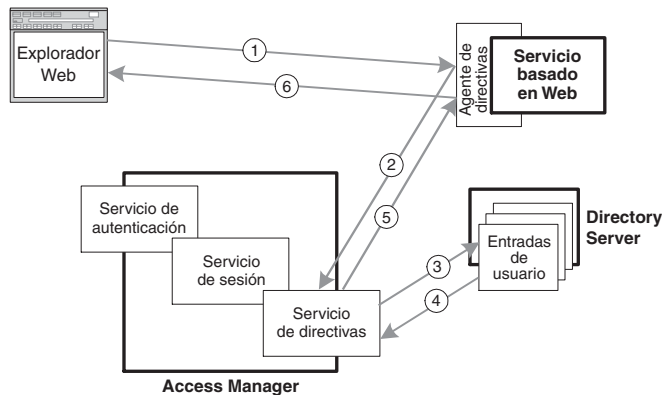 Explorador
Web
1
6
Agente de
directivas
Servicio
basado
en Web
2
5
Servicio de
autenticación
Servicio
de sesión
Servicio
de directivas
3
4
Entradas
de
usuario
Directory
Server
Access Manager